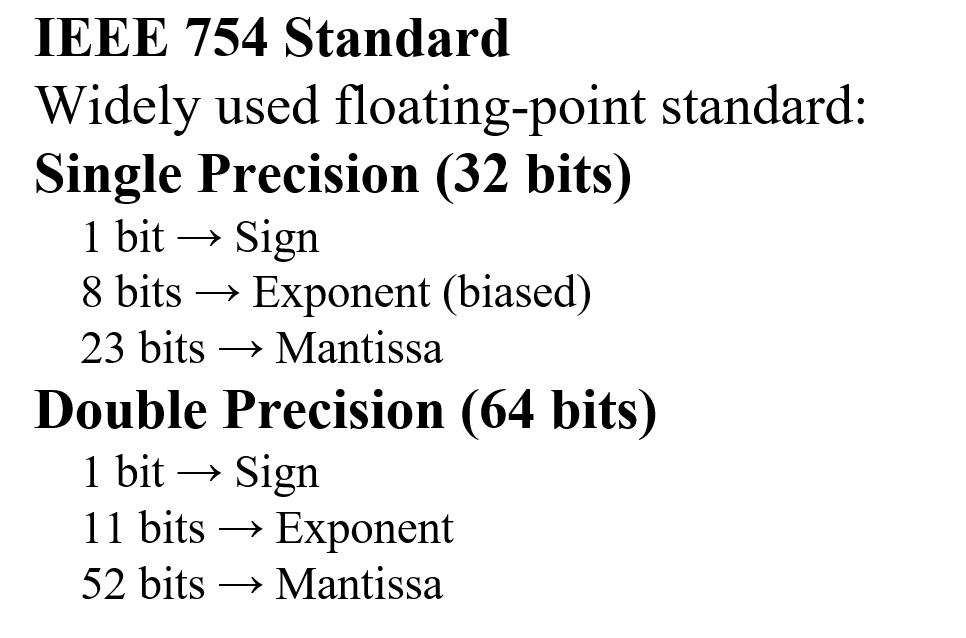 IEEE 754 Standard
Widely used floating-point standard:
Single Precision (32 bits)
1 bit → Sign
8 bits → Exponent (biased)
23 bits → Mantissa
Double Precision (64 bits)
1 bit → Sign
11 bits → Exponent
52 bits → Mantissa